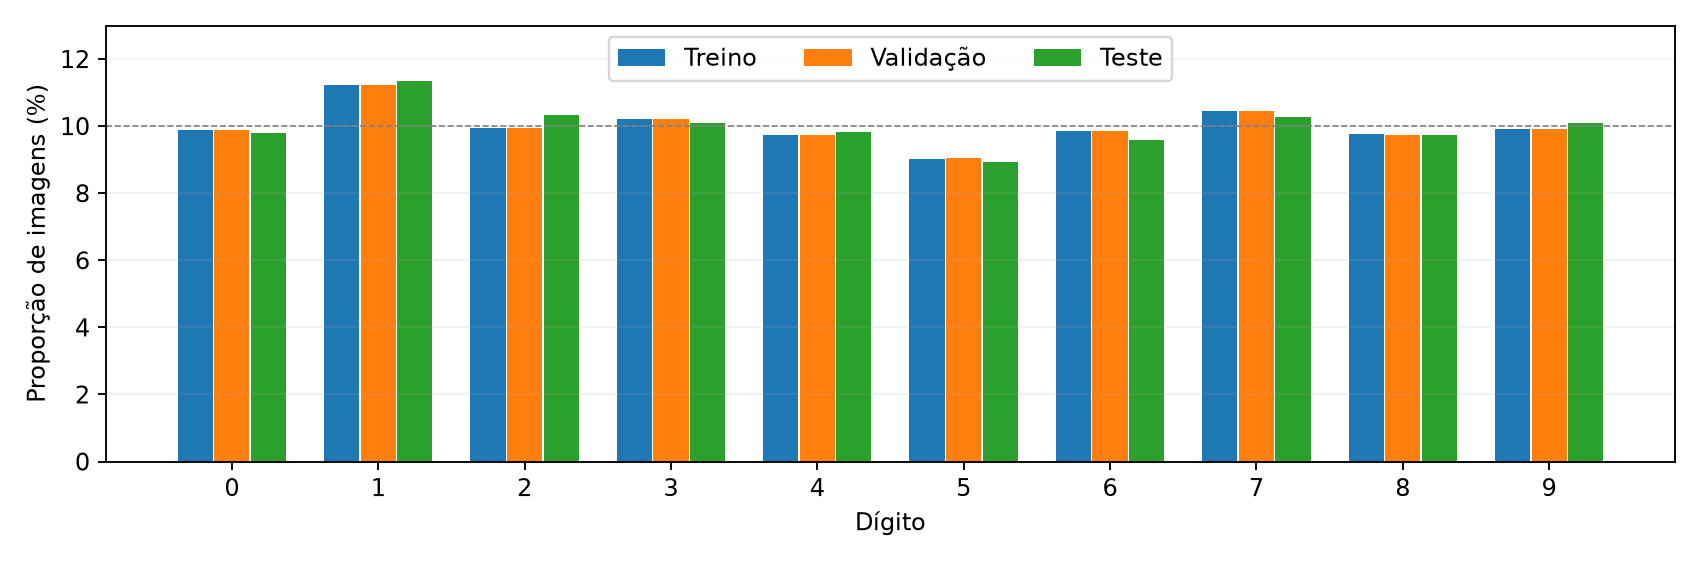 Treino Validação Teste
Proporção de imagens (%)
12
10
8
6
4
2
0
0 1 2 3 4 5 6 7 8 9
Dígito